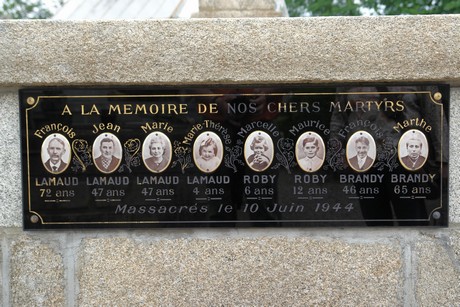 A LA MEMOIRE DE NOS CHERS MARTYRS
François Jean Marie Marie-Thérèse Marcelle Maurice François Marthe
LAMAUD LAMAUD LAMAUD LAMAUD ROBY ROBY BRANDY BRANDY
72 ans 47 ans 47 ans 4 ans 6 ans 12 ans 46 ans 65 ans
Massacrés le 10 Juin 1944